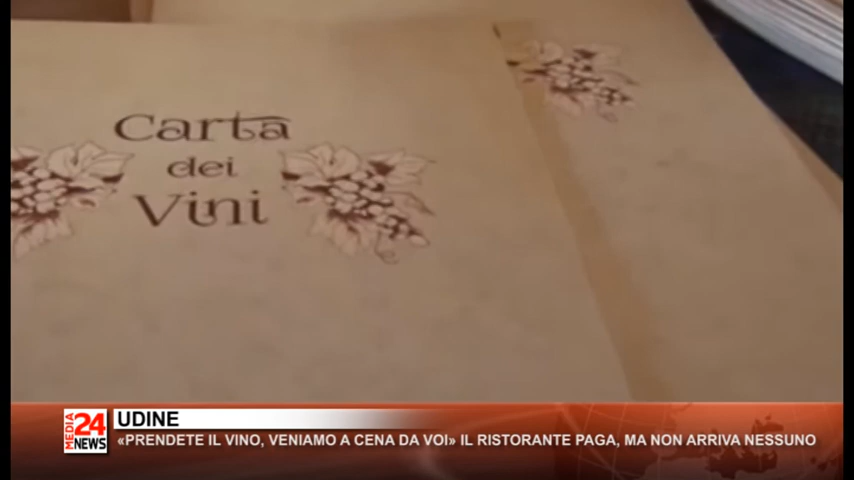 Carta
dei
Vini
MEDIA
24
NEWS
UDINE
«PRENDETE IL VINO, VENIAMO A CENA DA VOI» IL RISTORANTE PAGA, MA NON ARRIVA NESSUNO